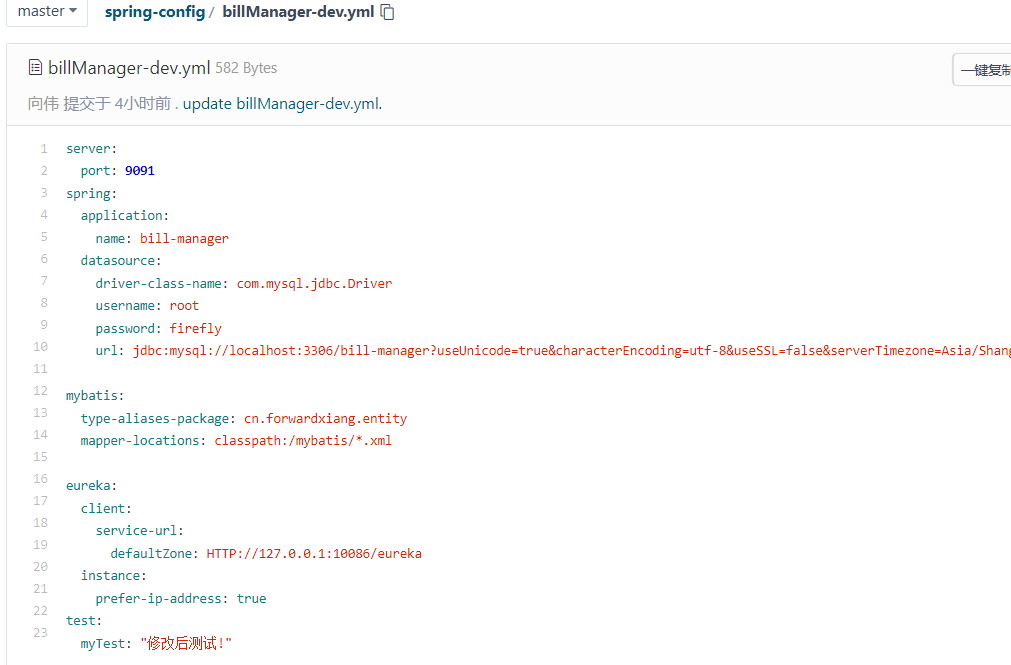 master spring-config / billManager-dev.yml
billManager-dev.yml 582 Bytes
一键复制
向伟 提交于 4小时前 . update billManager-dev.yml.
1 server:
2   port: 9091
3 spring:
4   application:
5     name: bill-manager
6   datasource:
7     driver-class-name: com.mysql.jdbc.Driver
8     username: root
9     password: firefly
10     url: jdbc:mysql://localhost:3306/bill-manager?useUnicode=true&characterEncoding=utf-8&useSSL=false&serverTimezone=Asia/Shang
11
12 mybatis:
13   type-aliases-package: cn.forwardxiang.entity
14   mapper-locations: classpath:/mybatis/*.xml
15
16 eureka:
17   client:
18     service-url:
19       defaultZone: HTTP://127.0.0.1:10086/eureka
20   instance:
21     prefer-ip-address: true
22 test:
23   myTest: "修改后测试!"